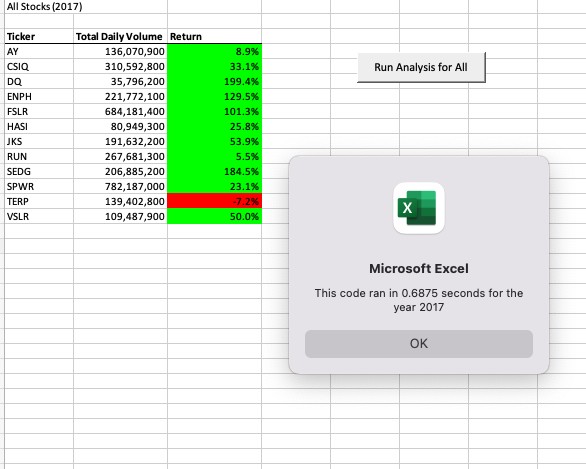 All Stocks (2017)
Ticker Total Daily Volume Return
AY 136,070,900 8.9%
CSIQ 310,592,800 33.1%
DQ 35,796,200 199.4%
ENPH 221,772,100 129.5%
FSLR 684,181,400 101.3%
HASI 80,949,300 25.8%
JKS 191,632,200 53.9%
RUN 267,681,300 5.5%
SEDG 206,885,200 184.5%
SPWR 782,187,000 23.1%
TERP 139,402,800 -7.2%
VSLR 109,487,900 50.0%
Run Analysis for All
X
Microsoft Excel
This code ran in 0.6875 seconds for the
year 2017
OK